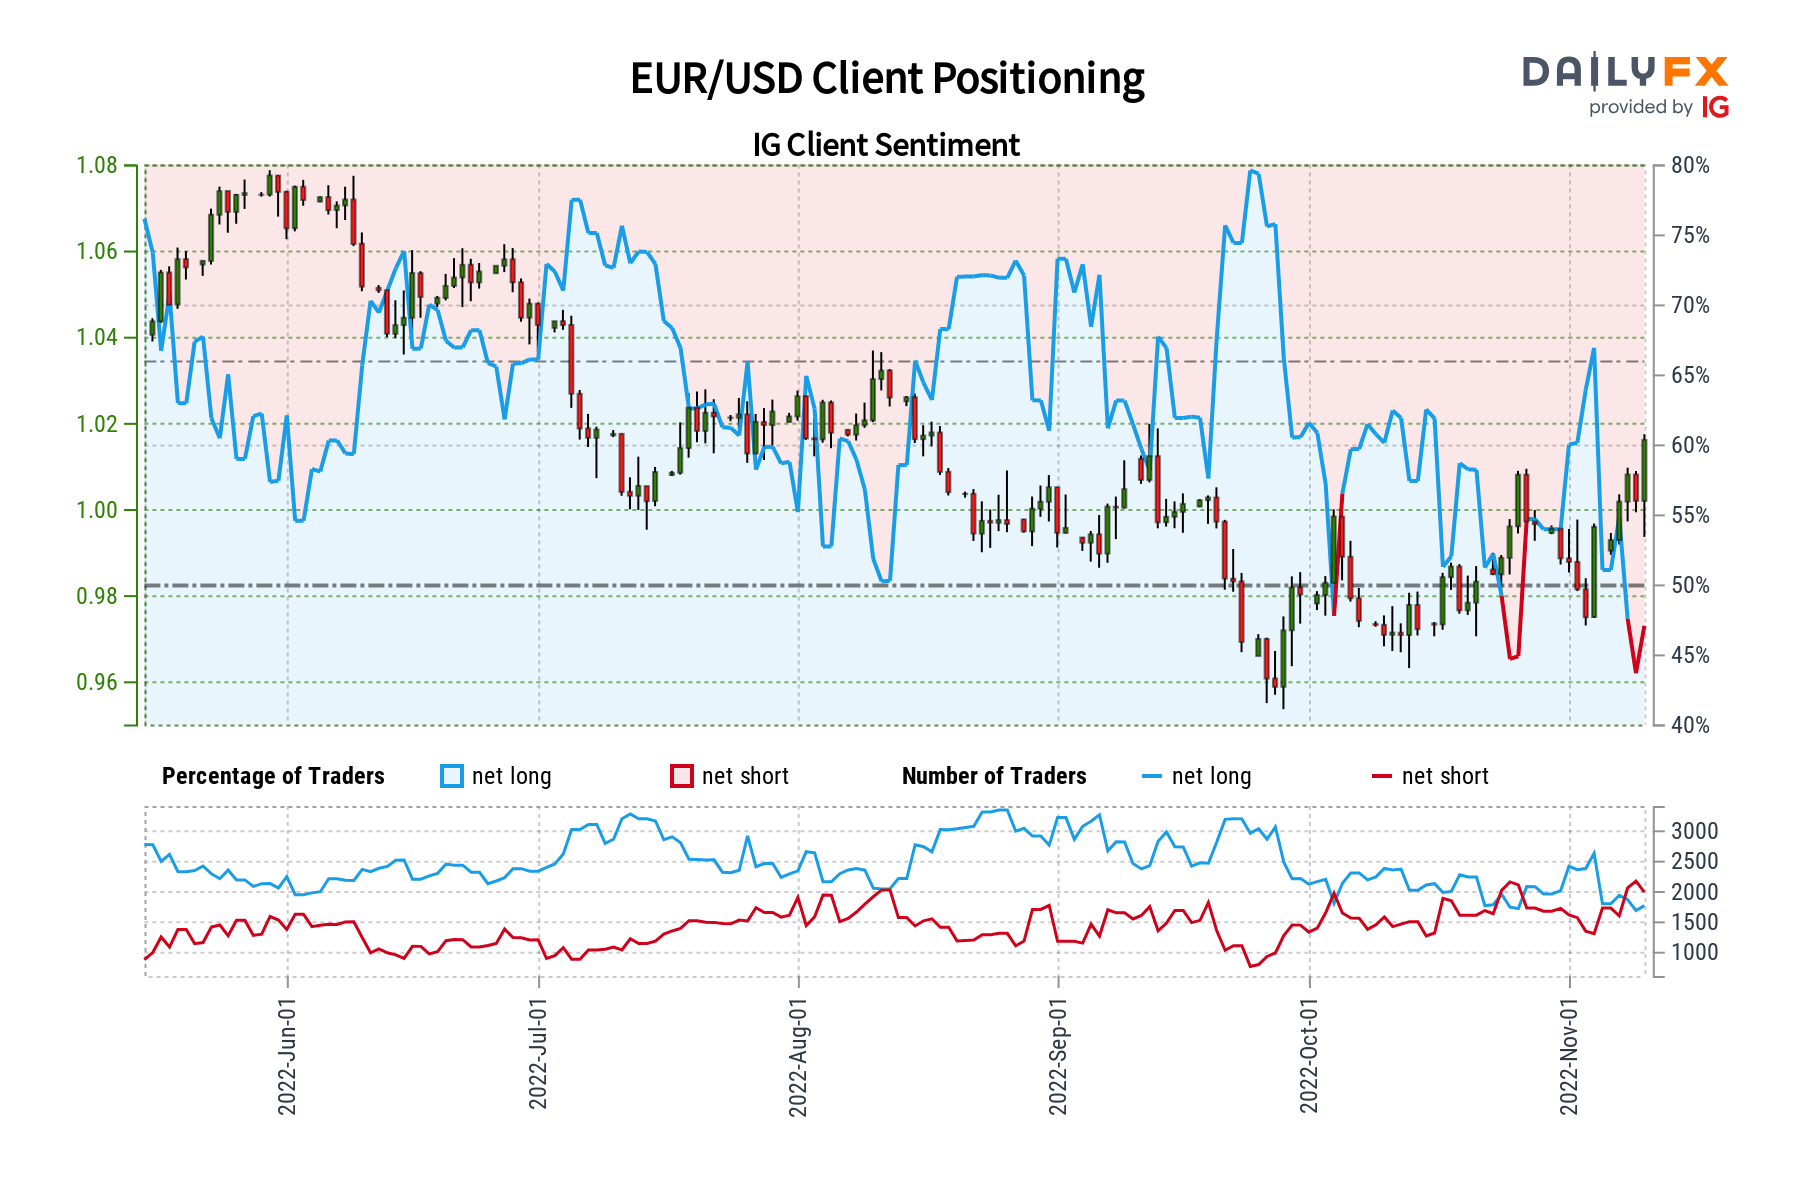 EUR/USD Client Positioning
DAILYFX
provided by IG
IG Client Sentiment
1.08
1.06
1.04
1.02
1.00
0.98
0.96
80%
75%
70%
65%
60%
55%
50%
45%
40%
Percentage of Traders net long net short Number of Traders net long net short
3000
2500
2000
1500
1000
2022-Jun-01
2022-Jul-01
2022-Aug-01
2022-Sep-01
2022-Oct-01
2022-Nov-01